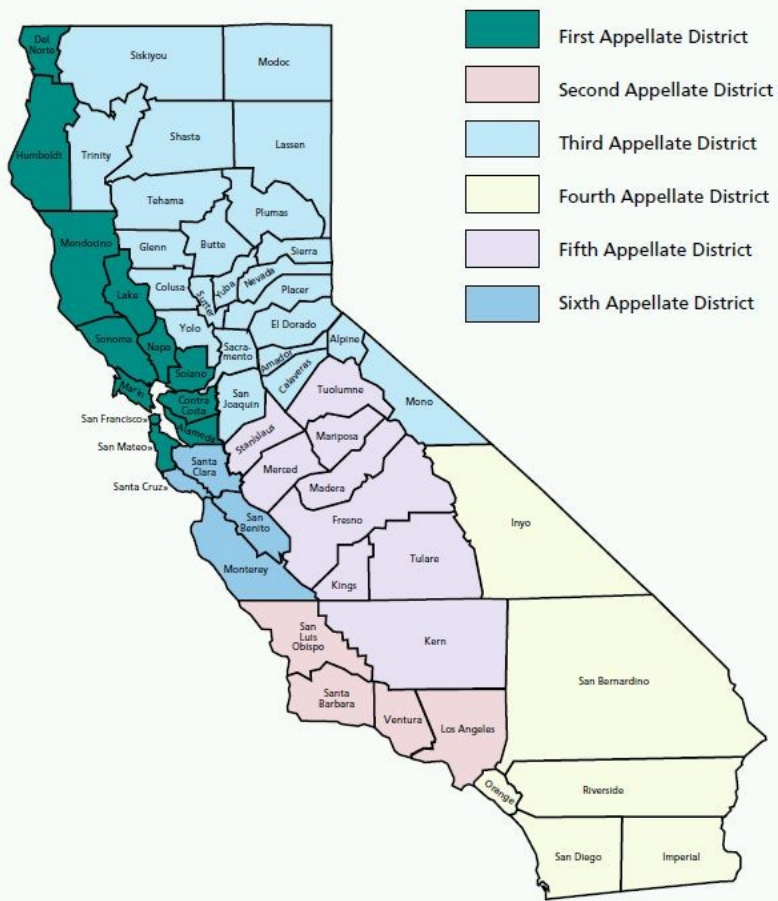 Del
Norte
Siskiyou
Modoc
First Appellate District
Second Appellate District
Humboldt
Trinity
Shasta
Lassen
Third Appellate District
Tehama
Plumas
Fourth Appellate District
Mendocino
Glenn
Butte
Sierra
Fifth Appellate District
Lake
Colusa
Sutter
Yuba
Nevada
Placer
Sixth Appellate District
Sonoma
Napa
Yolo
El Dorado
Solano
Sacra-
mento
Amador
Alpine
Marin
Contra
Costa
San
Joaquin
Calaveras
Tuolumne
Mono
San Francisco»
Alameda
Stanislaus
Mariposa
San Mateo»
Santa
Clara
Merced
Santa Cruz»
Madera
San
Benito
Fresno
Inyo
Monterey
Kings
Tulare
San
Luis
Obispo
Kern
San Bernardino
Santa
Barbara
Ventura
Los Angeles
Orange
Riverside
San Diego
Imperial